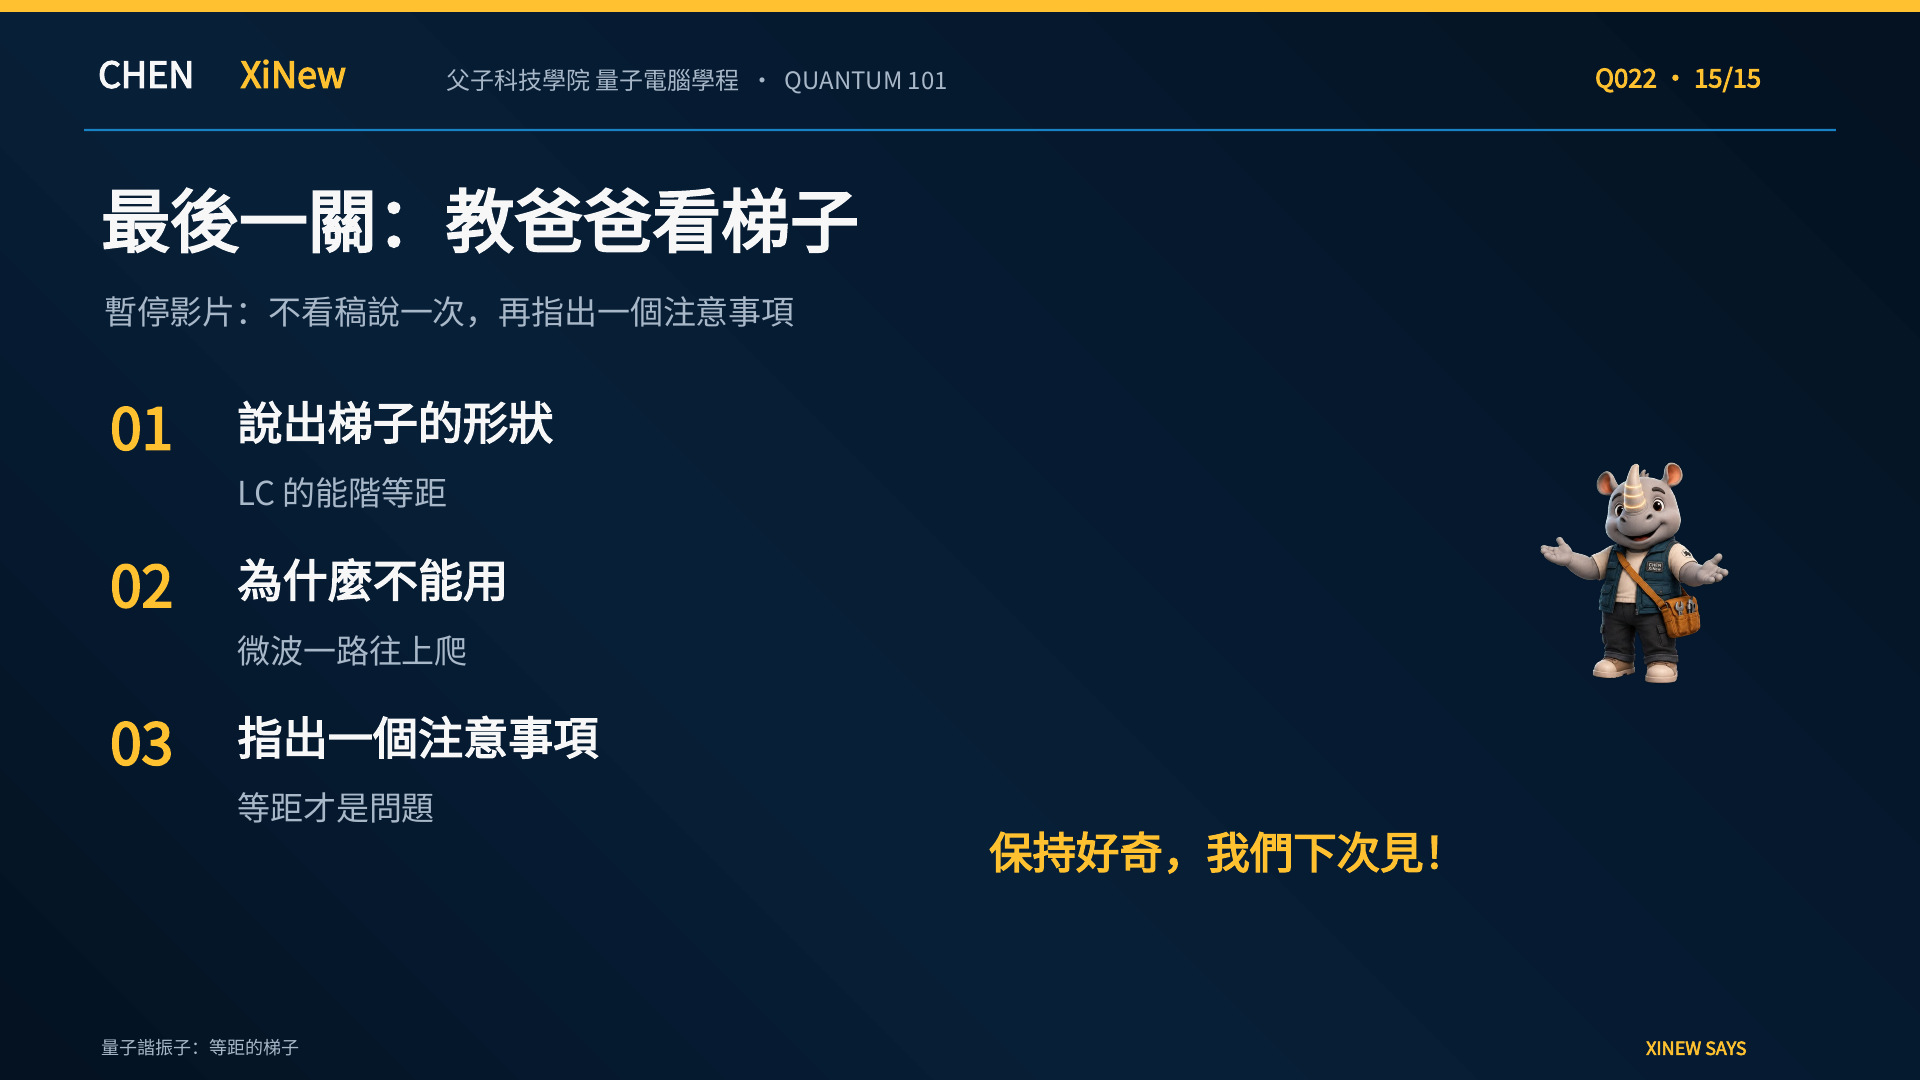 CHEN XiNew 父子科技學院 量子電腦學程 · QUANTUM 101 Q022 · 15/15
最後一關：教爸爸看梯子
暫停影片：不看稿說一次，再指出一個注意事項
01 說出梯子的形狀
LC 的能階等距
02 為什麼不能用
微波一路往上爬
03 指出一個注意事項
等距才是問題
保持好奇，我們下次見！
量子諧振子：等距的梯子
XINEW SAYS